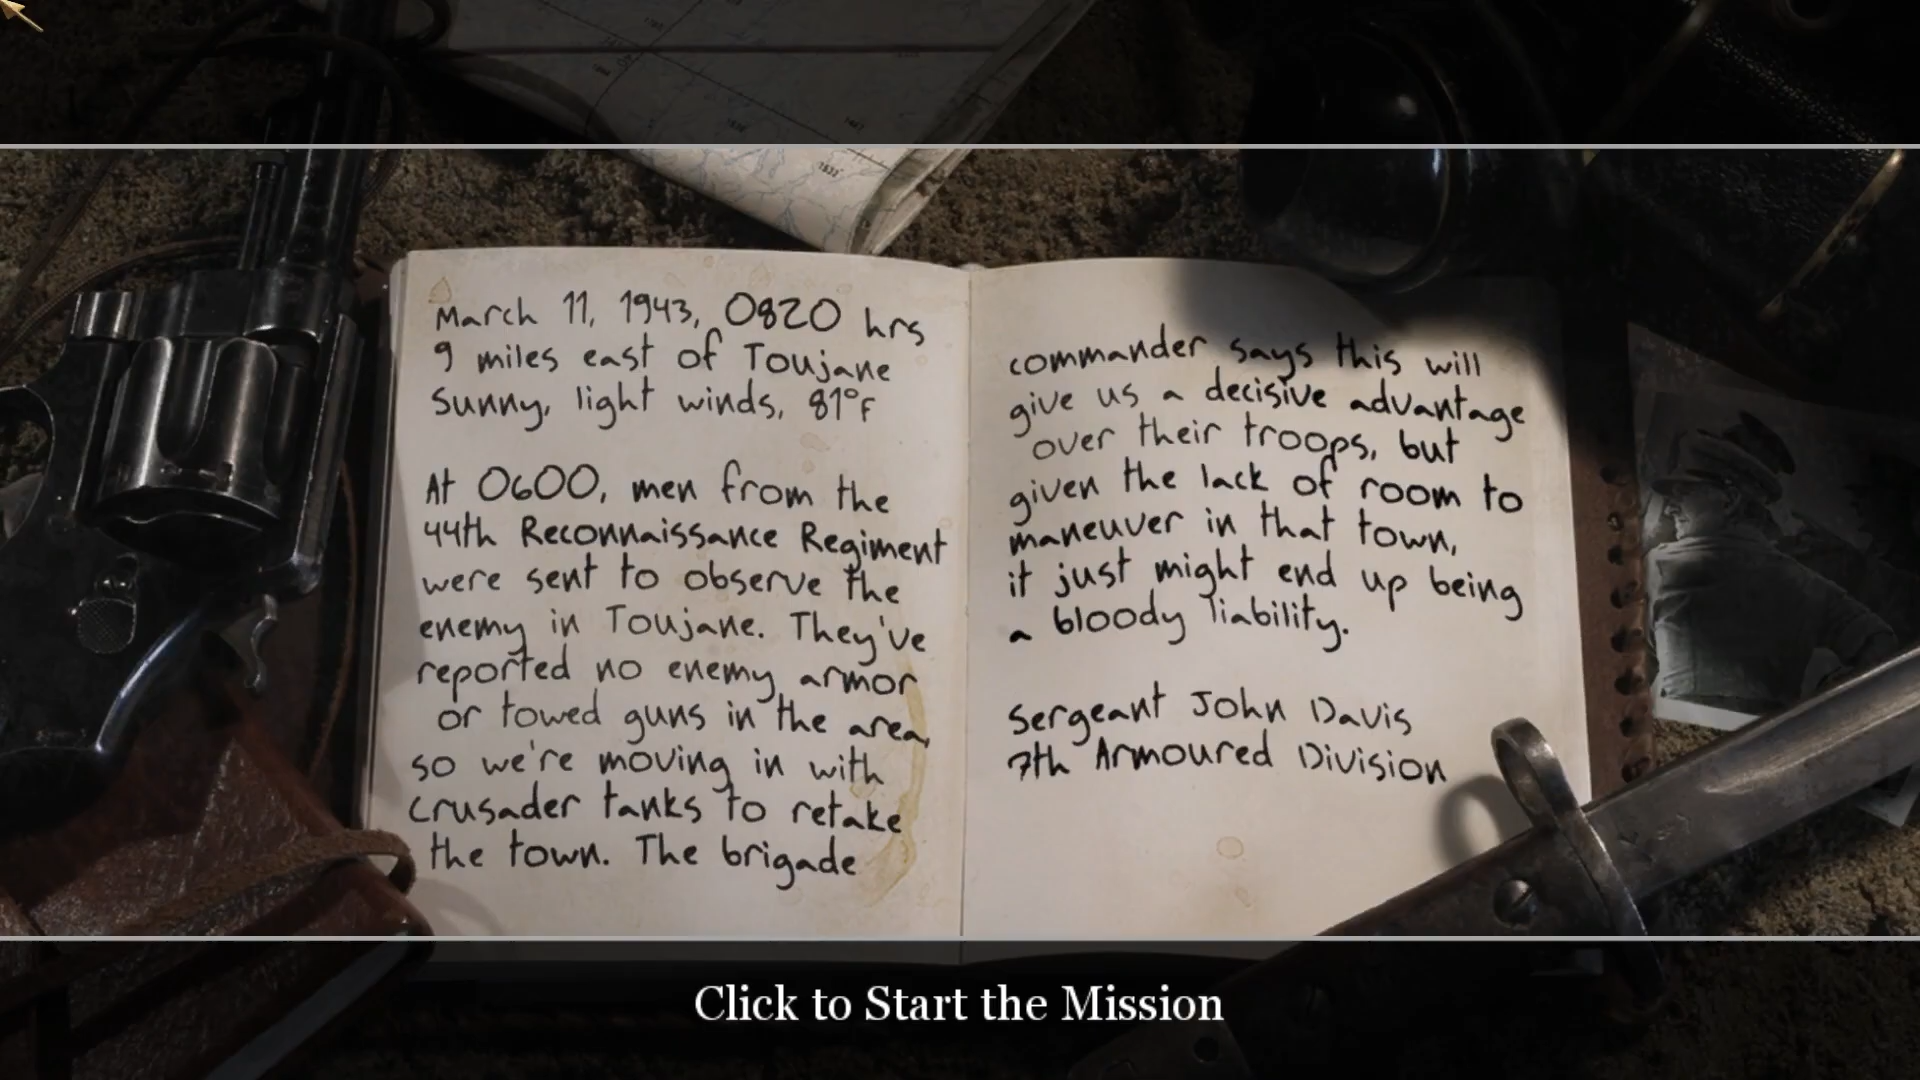 March 11, 1943, 0820 hrs
9 miles east of Toujane
Sunny, light winds, 81°F
At 0600, men from the
44th Reconnaissance Regiment
were sent to observe the
enemy in Toujane. They've
reported no enemy armor
or towed guns in the area,
so we're moving in with
Crusader tanks to retake
the town. The brigade
commander says this will
give us a decisive advantage
over their troops, but
given the lack of room to
maneuver in that town,
it just might end up being
a bloody liability.
Sergeant John Davis
7th Armoured Division
Click to Start the Mission